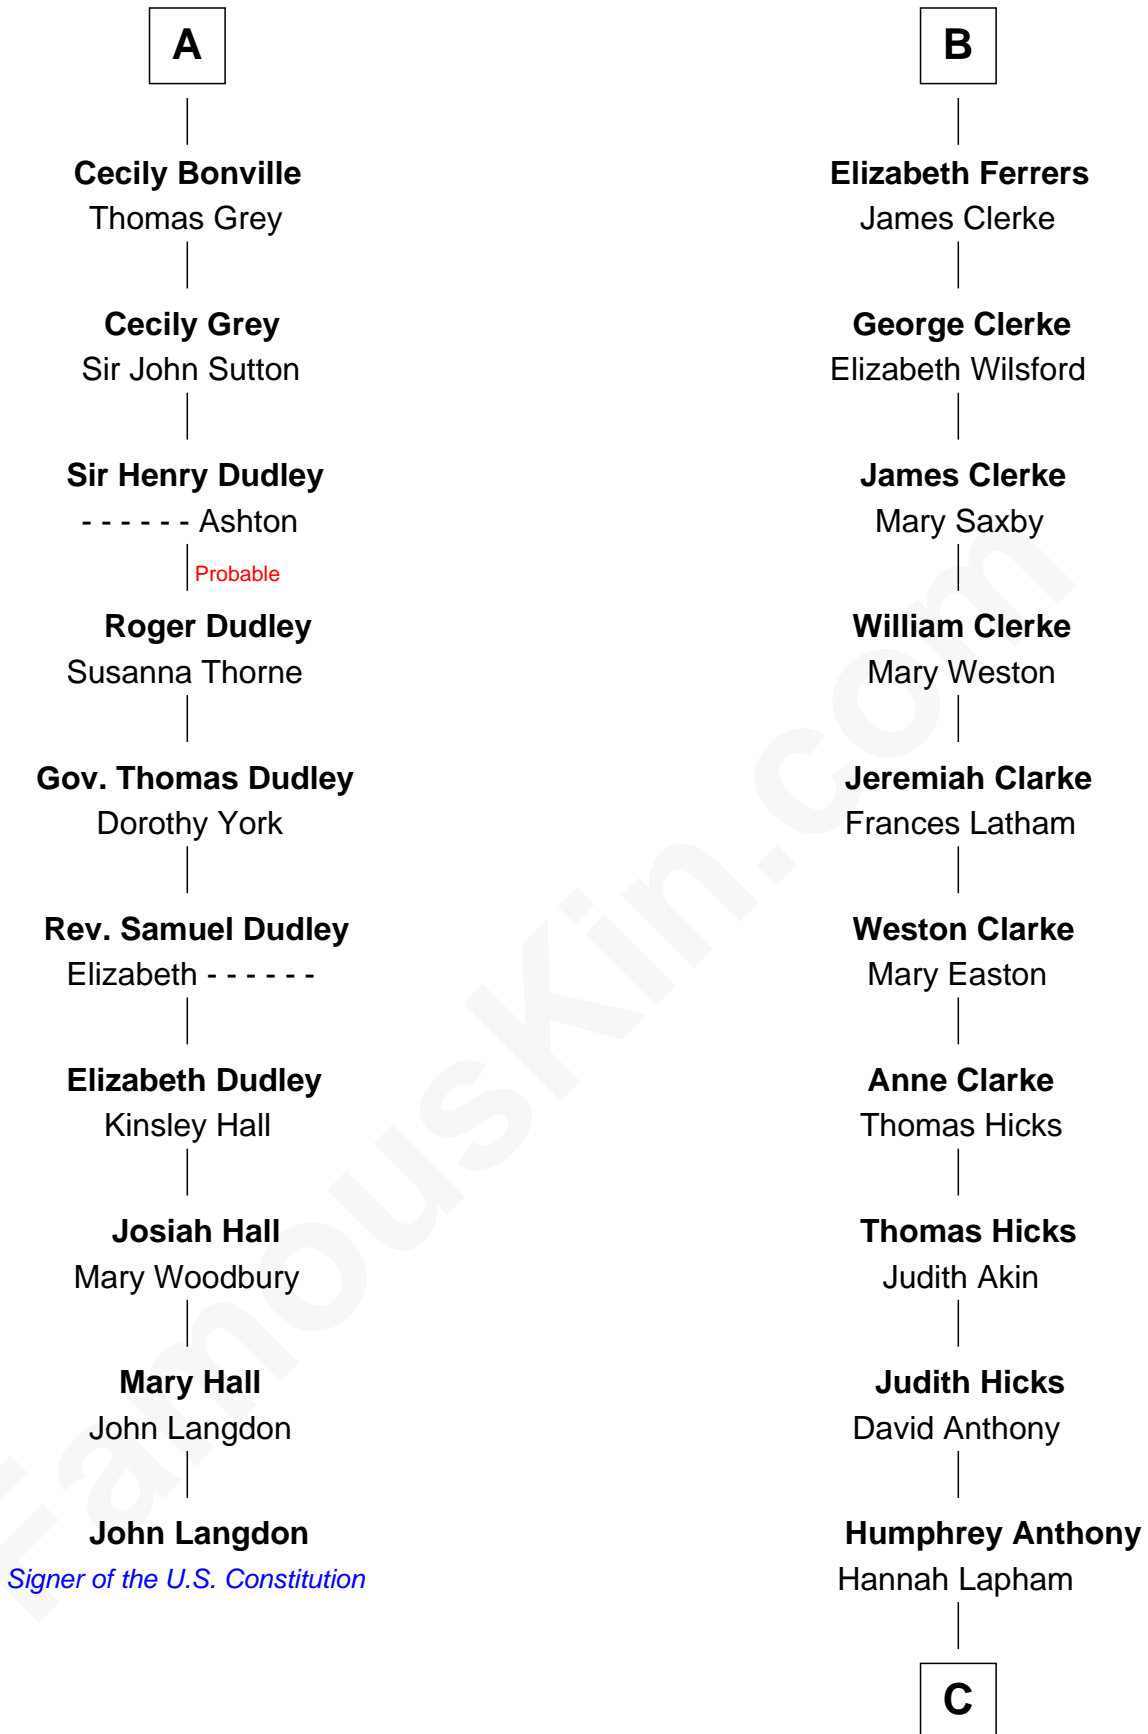 A
Cecily Bonville
Thomas Grey
Cecily Grey
Sir John Sutton
Sir Henry Dudley
- - - - - - Ashton
Probable
Roger Dudley
Susanna Thorne
Gov. Thomas Dudley
Dorothy York
Rev. Samuel Dudley
Elizabeth - - - - - -
Elizabeth Dudley
Kinsley Hall
Josiah Hall
Mary Woodbury
Mary Hall
John Langdon
John Langdon
Signer of the U.S. Constitution
B
Elizabeth Ferrers
James Clerke
George Clerke
Elizabeth Wilsford
James Clerke
Mary Saxby
William Clerke
Mary Weston
Jeremiah Clarke
Frances Latham
Weston Clarke
Mary Easton
Anne Clarke
Thomas Hicks
Thomas Hicks
Judith Akin
Judith Hicks
David Anthony
Humphrey Anthony
Hannah Lapham
C
FamousKin.com